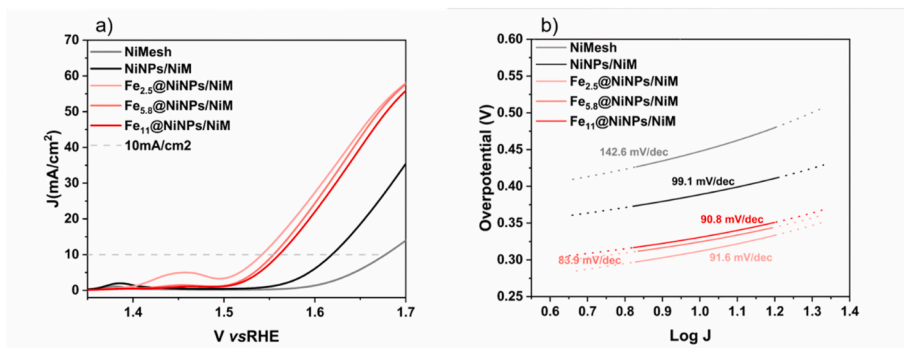 a)
70
60
50
40
30
20
10
0
J(mA/cm²)
NiMesh
NiNPs/NiM
Fe₂.₅@NiNPs/NiM
Fe₅.₈@NiNPs/NiM
Fe₁₁@NiNPs/NiM
10mA/cm2
1.4 1.5 1.6 1.7
V vsRHE
b)
0.60
0.55
0.50
0.45
0.40
0.35
0.30
0.25
Overpotential (V)
NiMesh
NiNPs/NiM
Fe₂.₅@NiNPs/NiM
Fe₅.₈@NiNPs/NiM
Fe₁₁@NiNPs/NiM
142.6 mV/dec
99.1 mV/dec
90.8 mV/dec
83.9 mV/dec
91.6 mV/dec
0.6 0.7 0.8 0.9 1.0 1.1 1.2 1.3 1.4
Log J